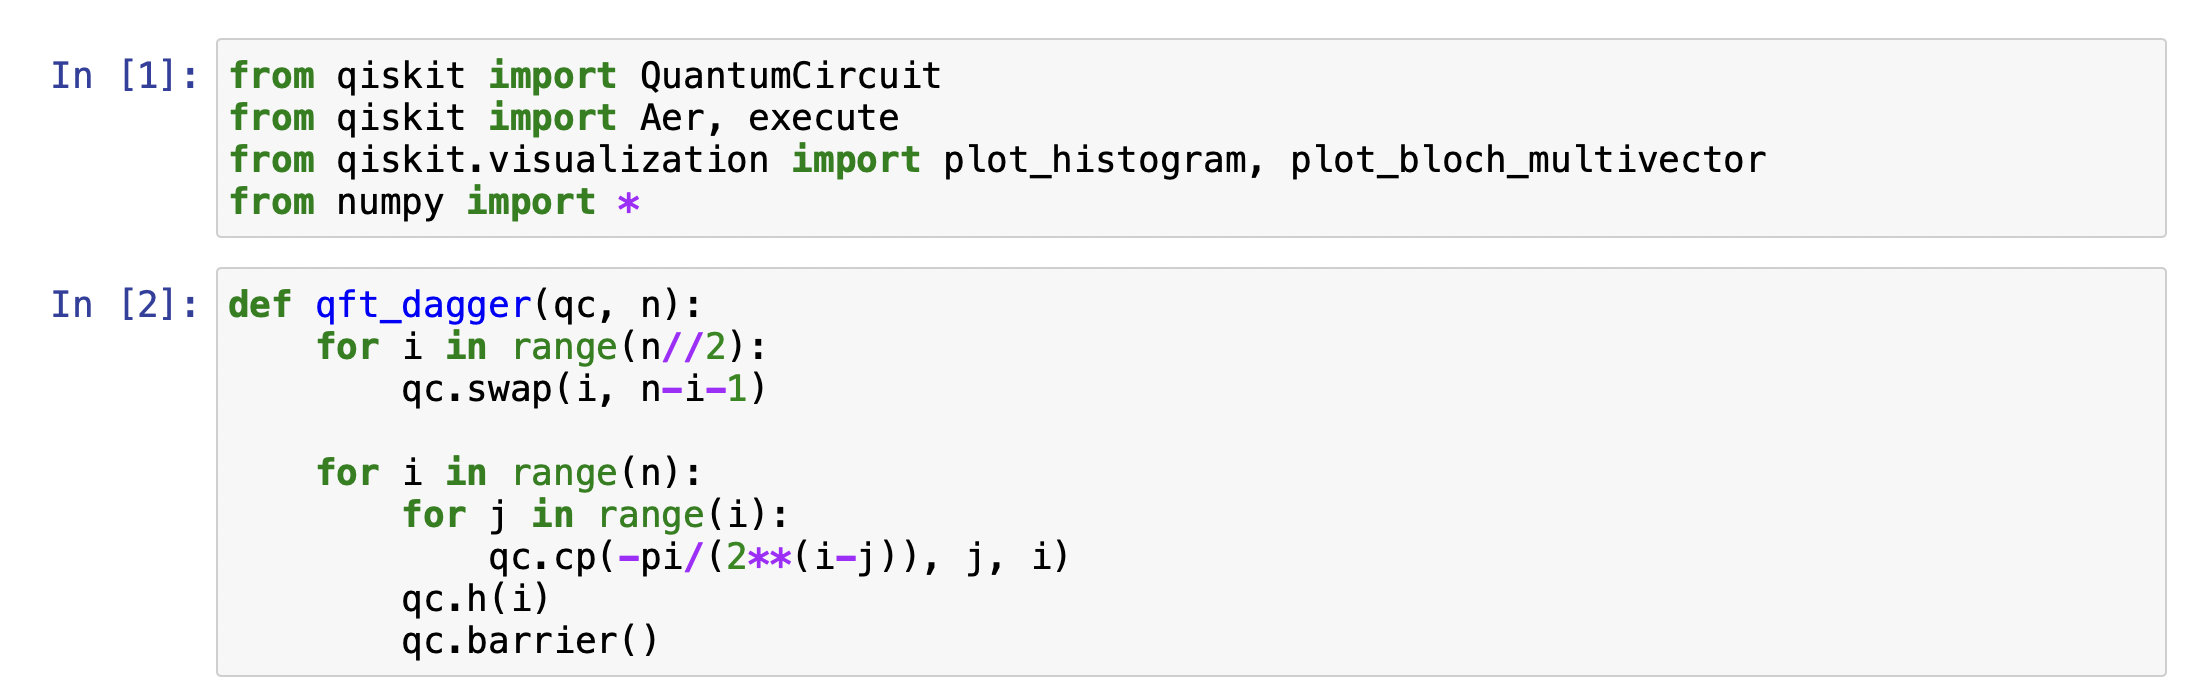 In [1]: from qiskit import QuantumCircuit
from qiskit import Aer, execute
from qiskit.visualization import plot_histogram, plot_bloch_multivector
from numpy import *
In [2]: def qft_dagger(qc, n):
    for i in range(n//2):
        qc.swap(i, n-i-1)

    for i in range(n):
        for j in range(i):
            qc.cp(-pi/(2**(i-j)), j, i)
        qc.h(i)
        qc.barrier()